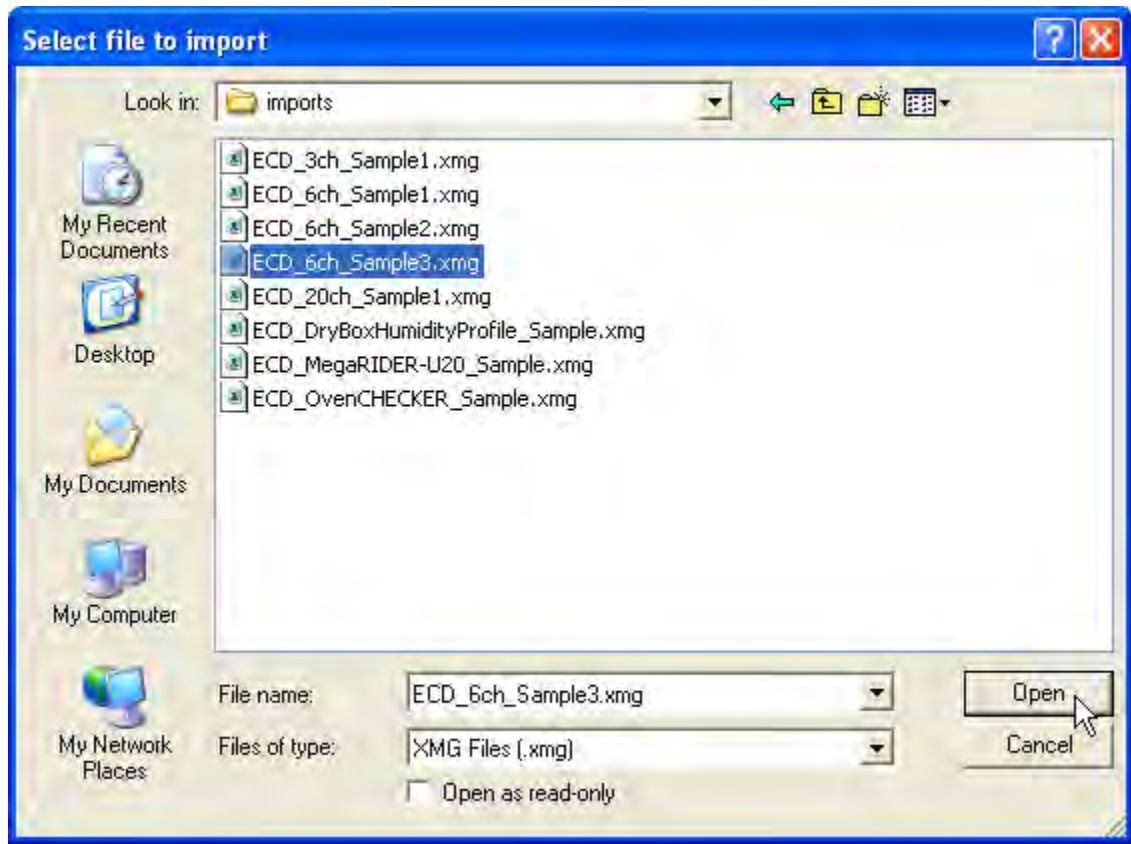 Select file to import
Look in: imports
ECD_3ch_Sample1.xmg
ECD_6ch_Sample1.xmg
ECD_6ch_Sample2.xmg
ECD_6ch_Sample3.xmg
ECD_20ch_Sample1.xmg
ECD_DryBoxHumidityProfile_Sample.xmg
ECD_MegaRIDER-U20_Sample.xmg
ECD_OvenCHECKER_Sample.xmg
My Recent
Documents
Desktop
My Documents
My Computer
My Network
Places
File name: ECD_6ch_Sample3.xmg Open
Files of type: XMG Files (.xmg) Cancel
Open as read-only